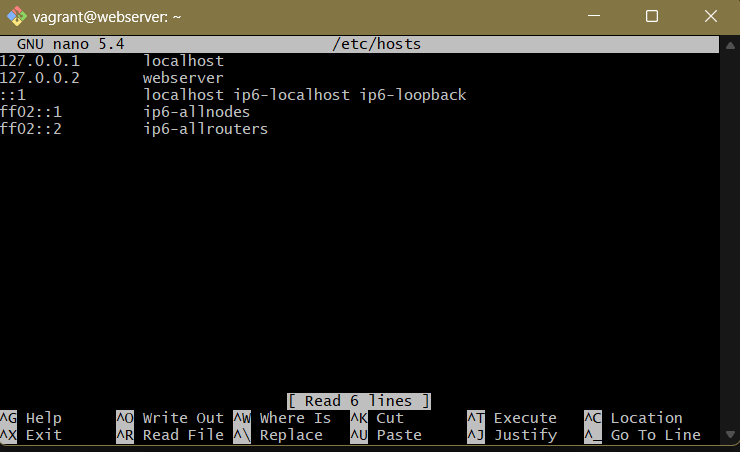 vagrant@webserver: ~
GNU nano 5.4 /etc/hosts
127.0.0.1 localhost
127.0.0.2 webserver
::1 localhost ip6-localhost ip6-loopback
ff02::1 ip6-allnodes
ff02::2 ip6-allrouters
[ Read 6 lines ]
^G Help ^O Write Out ^W Where Is ^K Cut ^T Execute ^C Location
^X Exit ^R Read File ^\ Replace ^U Paste ^J Justify ^_ Go To Line